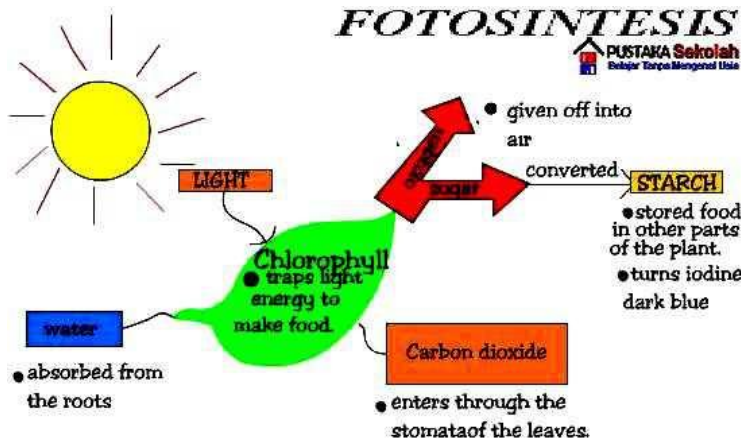 FOTOSINTESIS
PUSTAKA Sekolah
Belajar Tanpa Mengenal Usia
LIGHT
oxygen
● given off into
air
sugar
converted
STARCH
● stored food
in other parts
of the plant.
● turns iodine
dark blue
Chlorophyll
● traps light
energy to
make food.
water
● absorbed from
the roots
Carbon dioxide
● enters through the
stomataof the leaves.